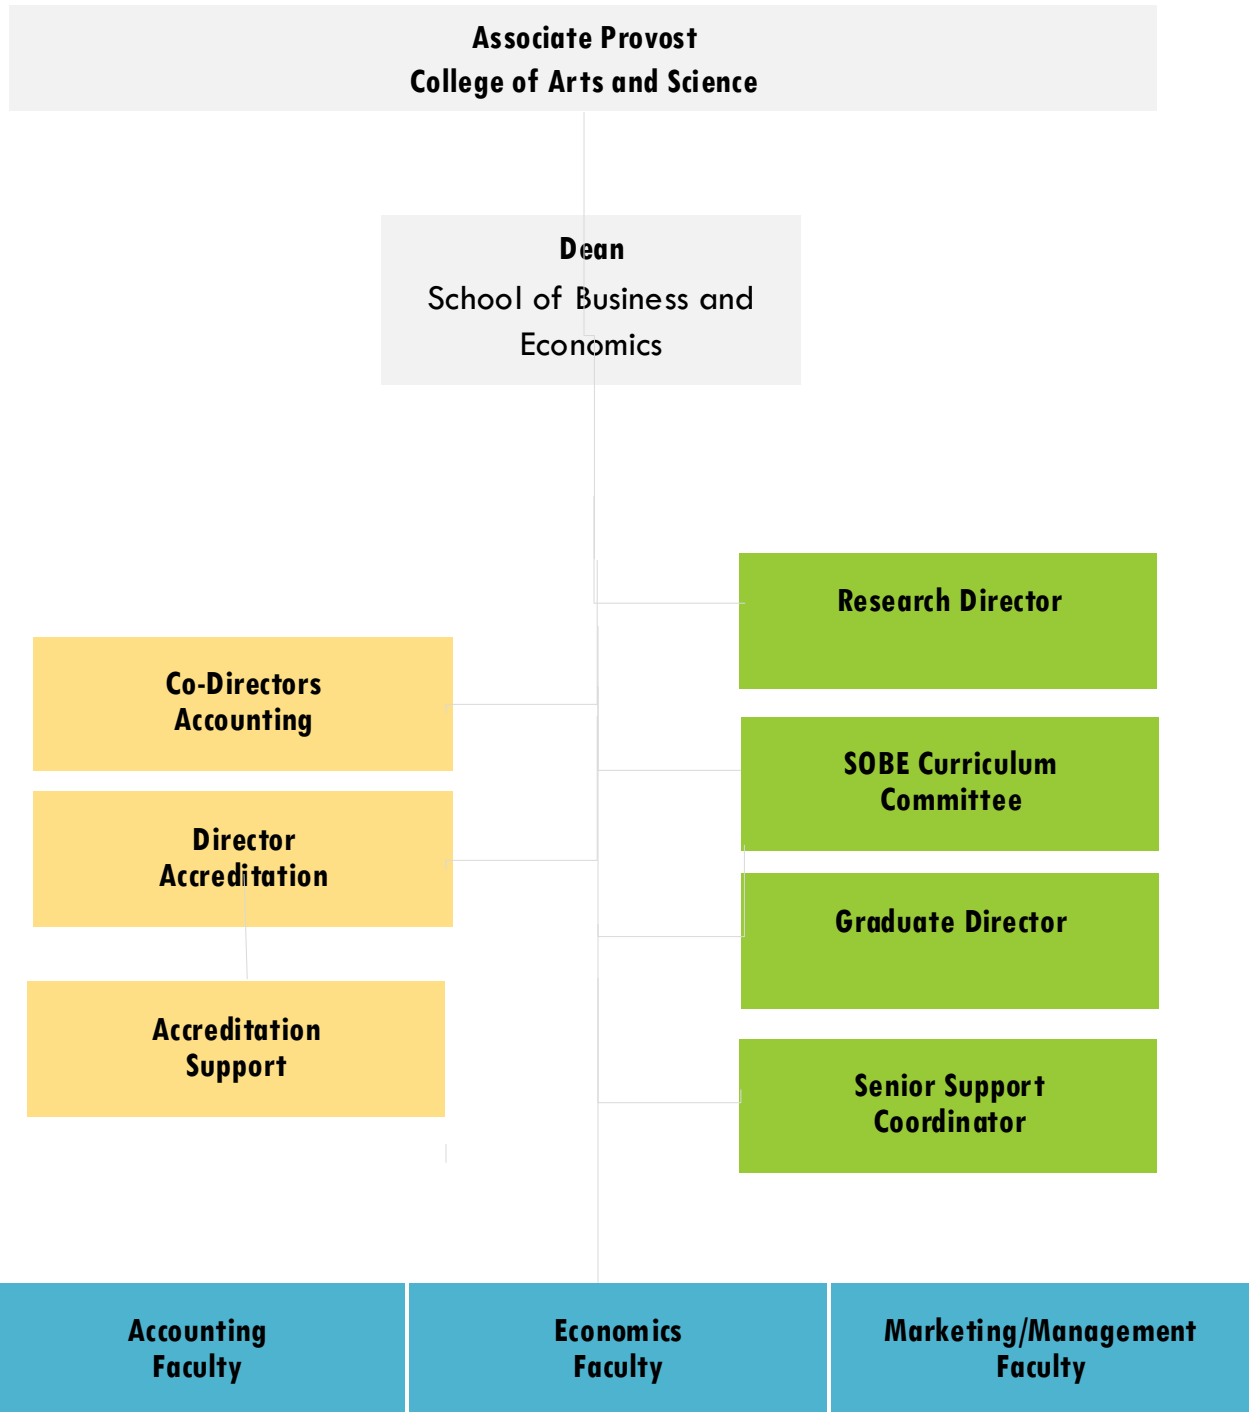 Associate Provost
College of Arts and Science
Dean
School of Business and
Economics
Research Director
Co-Directors
Accounting
SOBE Curriculum
Committee
Director
Accreditation
Graduate Director
Accreditation
Support
Senior Support
Coordinator
Accounting
Faculty
Economics
Faculty
Marketing/Management
Faculty